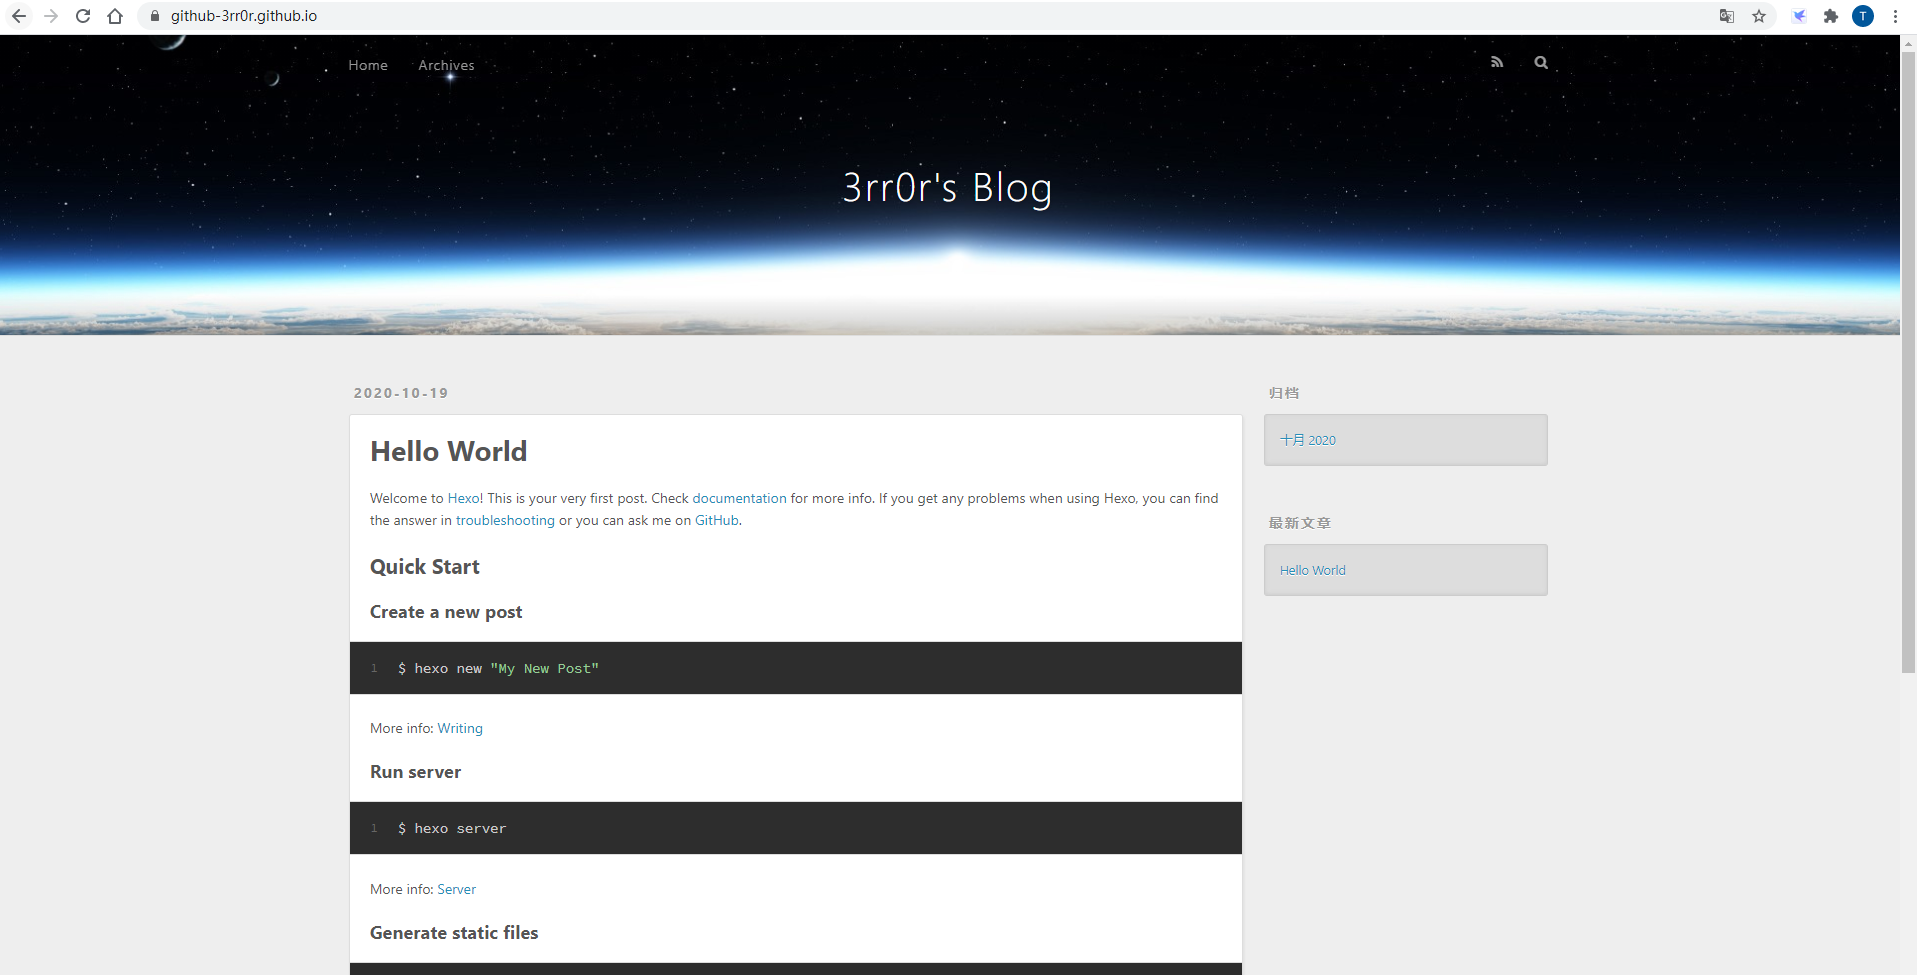 github-3rr0r.github.io
T
Home
Archives
3rr0r's Blog
2020-10-19
Hello World
Welcome to Hexo! This is your very first post. Check documentation for more info. If you get any problems when using Hexo, you can find
the answer in troubleshooting or you can ask me on GitHub.
Quick Start
Create a new post
1 $ hexo new "My New Post"
More info: Writing
Run server
1 $ hexo server
More info: Server
Generate static files
归档
十月 2020
最新文章
Hello World